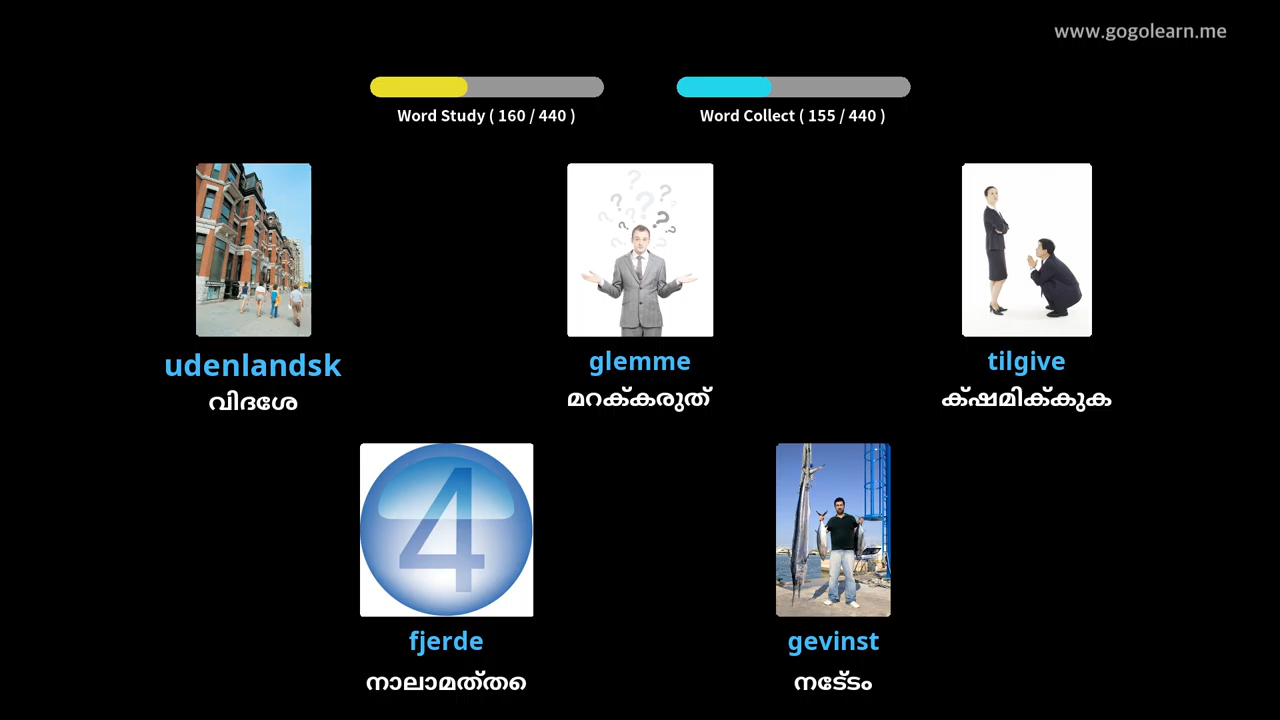 www.gogolearn.me
Word Study ( 160 / 440 )
Word Collect ( 155 / 440 )
udenlandsk
വിദേശ
glemme
മറക്കരുത്
tilgive
ക്ഷമിക്കുക
4
fjerde
നാലാമത്തെ
gevinst
നേട്ടം